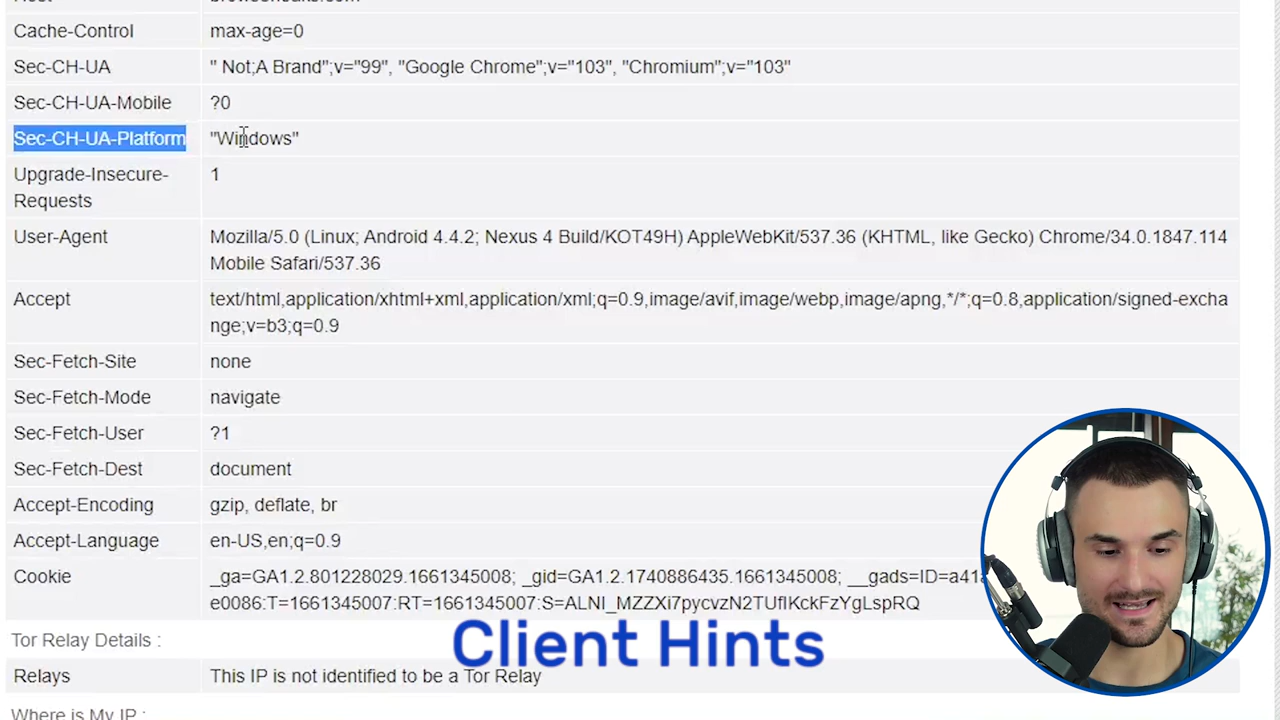 Cache-Control max-age=0
Sec-CH-UA " Not;A Brand";v="99", "Google Chrome";v="103", "Chromium";v="103"
Sec-CH-UA-Mobile ?0
Sec-CH-UA-Platform "Windows"
Upgrade-Insecure- 1
Requests
User-Agent Mozilla/5.0 (Linux; Android 4.4.2; Nexus 4 Build/KOT49H) AppleWebKit/537.36 (KHTML, like Gecko) Chrome/34.0.1847.114
Mobile Safari/537.36
Accept text/html,application/xhtml+xml,application/xml;q=0.9,image/avif,image/webp,image/apng,*/*;q=0.8,application/signed-excha
nge;v=b3;q=0.9
Sec-Fetch-Site none
Sec-Fetch-Mode navigate
Sec-Fetch-User ?1
Sec-Fetch-Dest document
Accept-Encoding gzip, deflate, br
Accept-Language en-US,en;q=0.9
Cookie _ga=GA1.2.801228029.1661345008; _gid=GA1.2.1740886435.1661345008; __gads=ID=a41
e0086:T=1661345007:RT=1661345007:S=ALNI_MZZXi7pycvzN2TUfIKckFzYgLspRQ
Tor Relay Details :
Client Hints
Relays This IP is not identified to be a Tor Relay
Where is My IP :